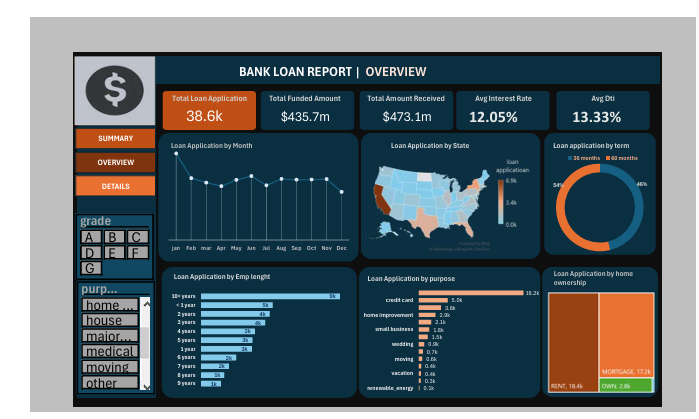 BANK LOAN REPORT | OVERVIEW
Total Loan Application
38.6k
Total Funded Amount
$435.7m
Total Amount Received
$473.1m
Avg Interest Rate
12.05%
Avg Dti
13.33%
SUMMARY
OVERVIEW
DETAILS
grade
A B C
D E F
G
purp...
home ...
house
major...
medical
moving
other
Loan Application by Month
Jan Feb mar Apr May Jun Jul Aug Sep Oct Nov Dec
Loan Application by State
loan
application
6.9k
3.4k
0.0k
Loan application by term
36 months 60 months
54%
46%
Loan Application by Emp lenght
10+ years 9k
< 1 year 5k
2 years 4k
3 years 4k
4 years 3k
5 years 3k
1 year 3k
6 years 2k
7 years 2k
8 years 1k
9 years 1k
Loan Application by purpose
18.2k
credit card 5.0k
3.8k
home improvement 2.9k
2.1k
small business 1.8k
1.5k
wedding 0.9k
0.7k
moving 0.6k
0.4k
vacation 0.4k
0.3k
renewable_energy 0.1k
Loan Application by home
ownership
RENT, 18.4k
MORTGAGE, 17.2k
OWN, 2.8k